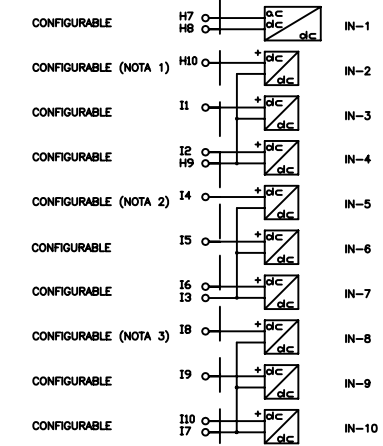 CONFIGURABLE H7 ac dc dc IN-1
H8
CONFIGURABLE (NOTA 1) H10 + dc dc IN-2
CONFIGURABLE I1 + dc dc IN-3
CONFIGURABLE I2 + dc dc IN-4
H9
CONFIGURABLE (NOTA 2) I4 + dc dc IN-5
CONFIGURABLE I5 + dc dc IN-6
CONFIGURABLE I6 + dc dc IN-7
I3
CONFIGURABLE (NOTA 3) I8 + dc dc IN-8
CONFIGURABLE I9 + dc dc IN-9
CONFIGURABLE I10 + dc dc IN-10
I7